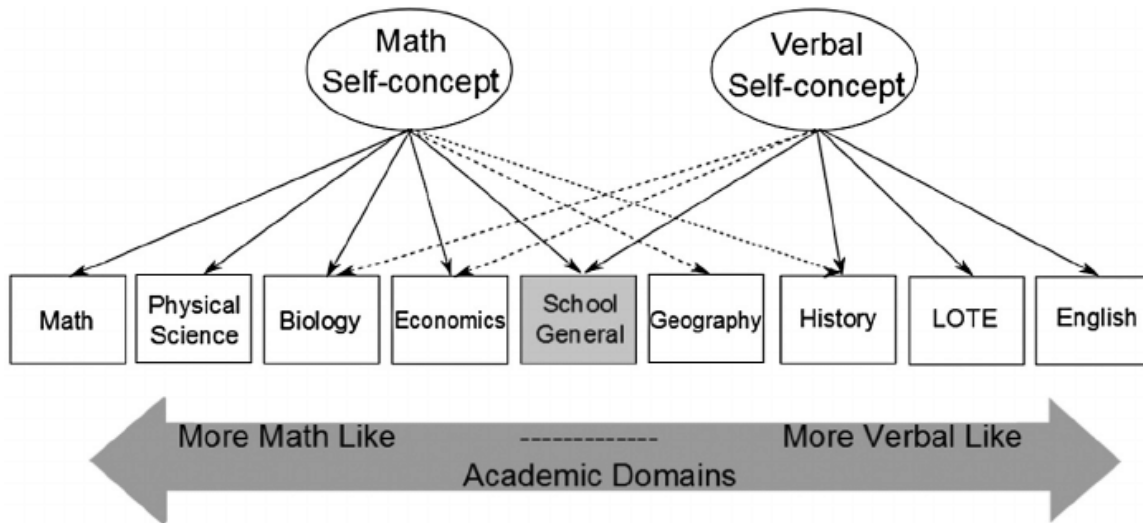 Math
Self-concept
Verbal
Self-concept
Math
Physical
Science
Biology
Economics
School
General
Geography
History
LOTE
English
More Math Like ------------- More Verbal Like
Academic Domains